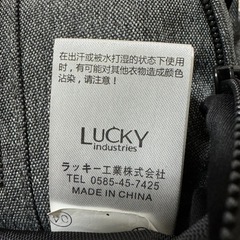 在出汗或被水打湿的状态下使用
时，有可能对其他衣物造成颜色
沾染，请注意！
LUCKY
industries
ラッキー工業株式会社
TEL 0585-45-7425
MADE IN CHINA